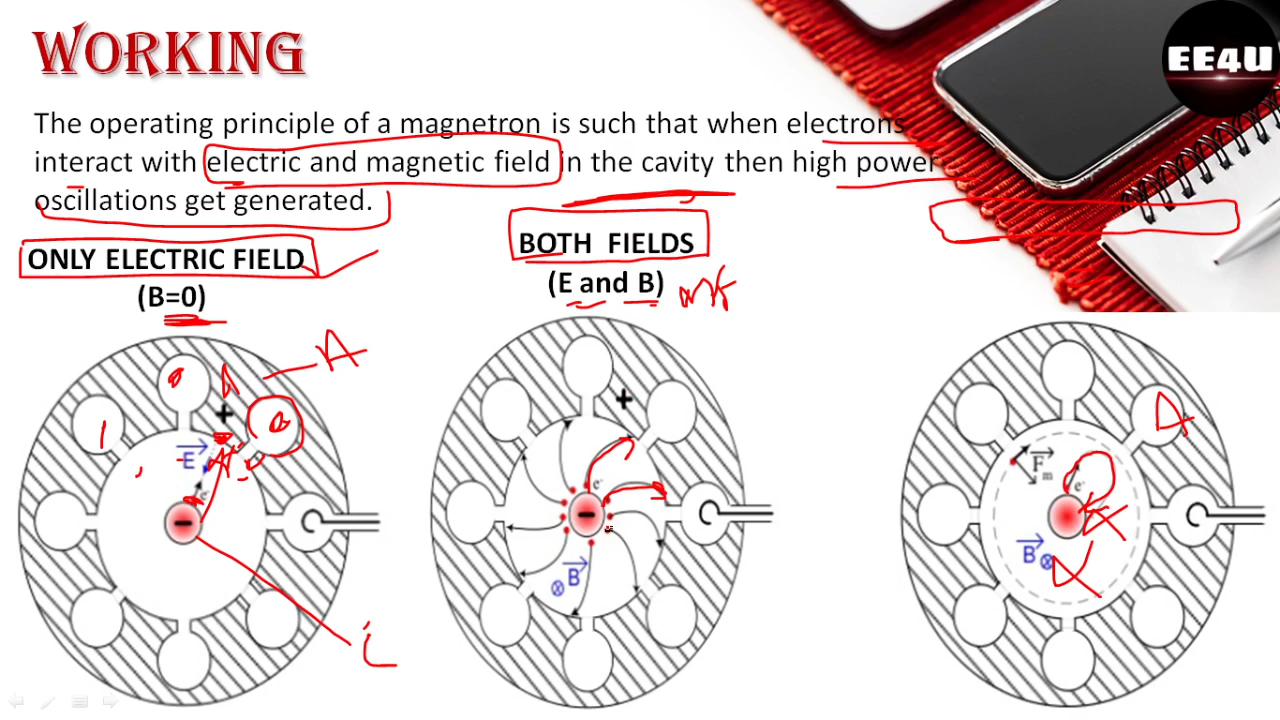 WORKING
EE4U
The operating principle of a magnetron is such that when electrons
interact with electric and magnetic field in the cavity then high power
oscillations get generated.
ONLY ELECTRIC FIELD
(B=0)
BOTH FIELDS
(E and B)
A
+
-E
e-
-
+
e-
-
B
A
Fm
e-
B